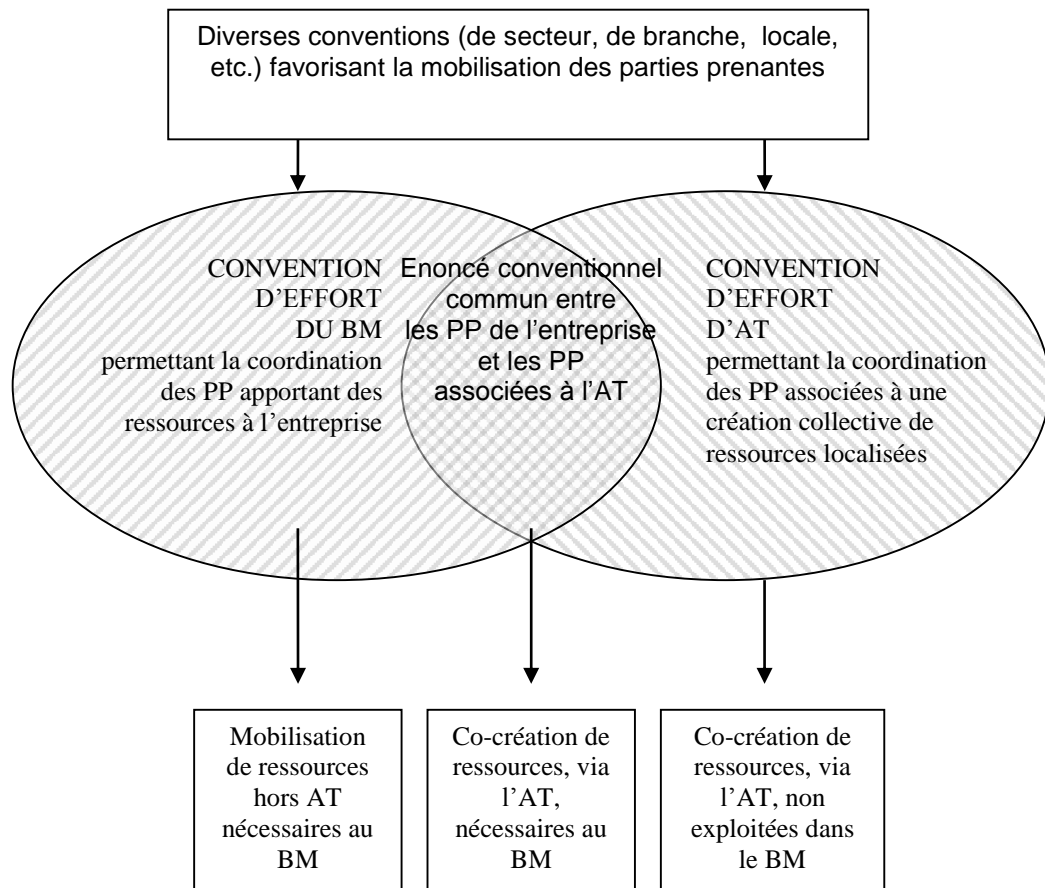 Diverses conventions (de secteur, de branche, locale,
etc.) favorisant la mobilisation des parties prenantes
CONVENTION
D'EFFORT
DU BM
permettant la coordination
des PP apportant des
ressources à l'entreprise
Enoncé conventionnel
commun entre
les PP de l'entreprise
et les PP
associées à l'AT
CONVENTION
D'EFFORT
D'AT
permettant la coordination
des PP associées à une
création collective de
ressources localisées
Mobilisation
de ressources
hors AT
nécessaires au
BM
Co-création de
ressources, via
l'AT,
nécessaires au
BM
Co-création de
ressources, via
l'AT, non
exploitées dans
le BM